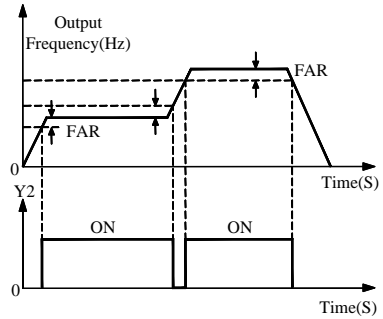 Output
Frequency(Hz)
FAR
FAR
0
Time(S)
Y2
ON
ON
0
Time(S)